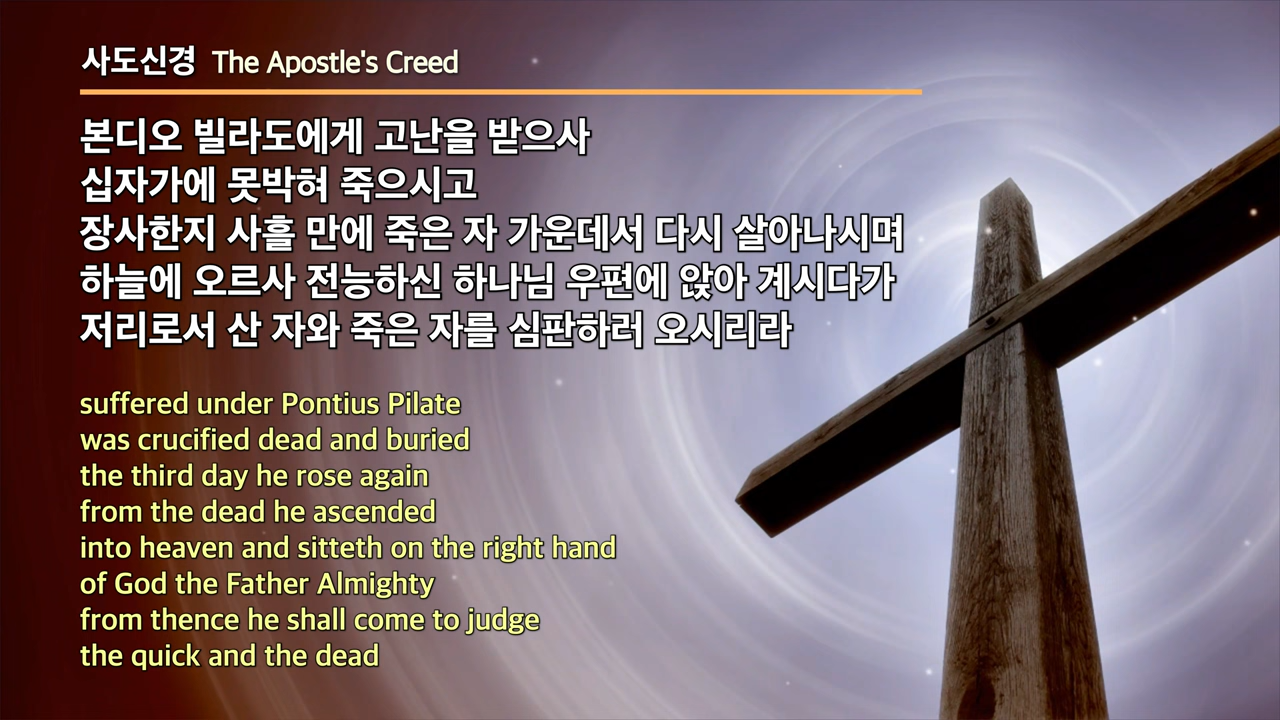 사도신경 The Apostle's Creed
본디오 빌라도에게 고난을 받으사
십자가에 못박혀 죽으시고
장사한지 사흘 만에 죽은 자 가운데서 다시 살아나시며
하늘에 오르사 전능하신 하나님 우편에 앉아 계시다가
저리로서 산 자와 죽은 자를 심판하러 오시리라
suffered under Pontius Pilate
was crucified dead and buried
the third day he rose again
from the dead he ascended
into heaven and sitteth on the right hand
of God the Father Almighty
from thence he shall come to judge
the quick and the dead